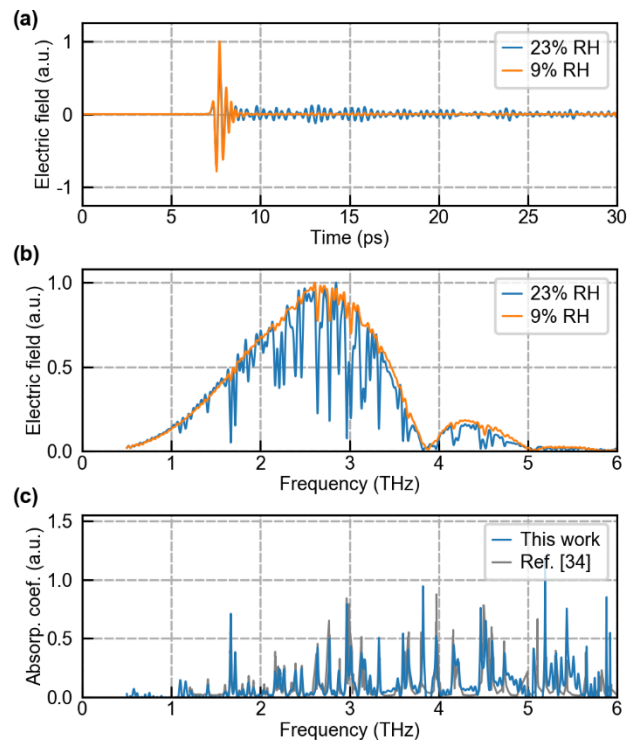 (a)
Electric field (a.u.)
1
0
-1
23% RH
9% RH
0 5 10 15 20 25 30
Time (ps)
(b)
Electric field (a.u.)
1.0
0.5
0.0
23% RH
9% RH
0 1 2 3 4 5 6
Frequency (THz)
(c)
Absorp. coef. (a.u.)
1.5
1.0
0.5
0.0
This work
Ref. [34]
0 1 2 3 4 5 6
Frequency (THz)